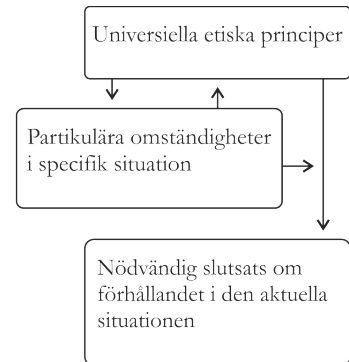 Universiella etiska principer
Partikulära omständigheter
i specifik situation
Nödvändig slutsats om
förhållandet i den aktuella
situationen